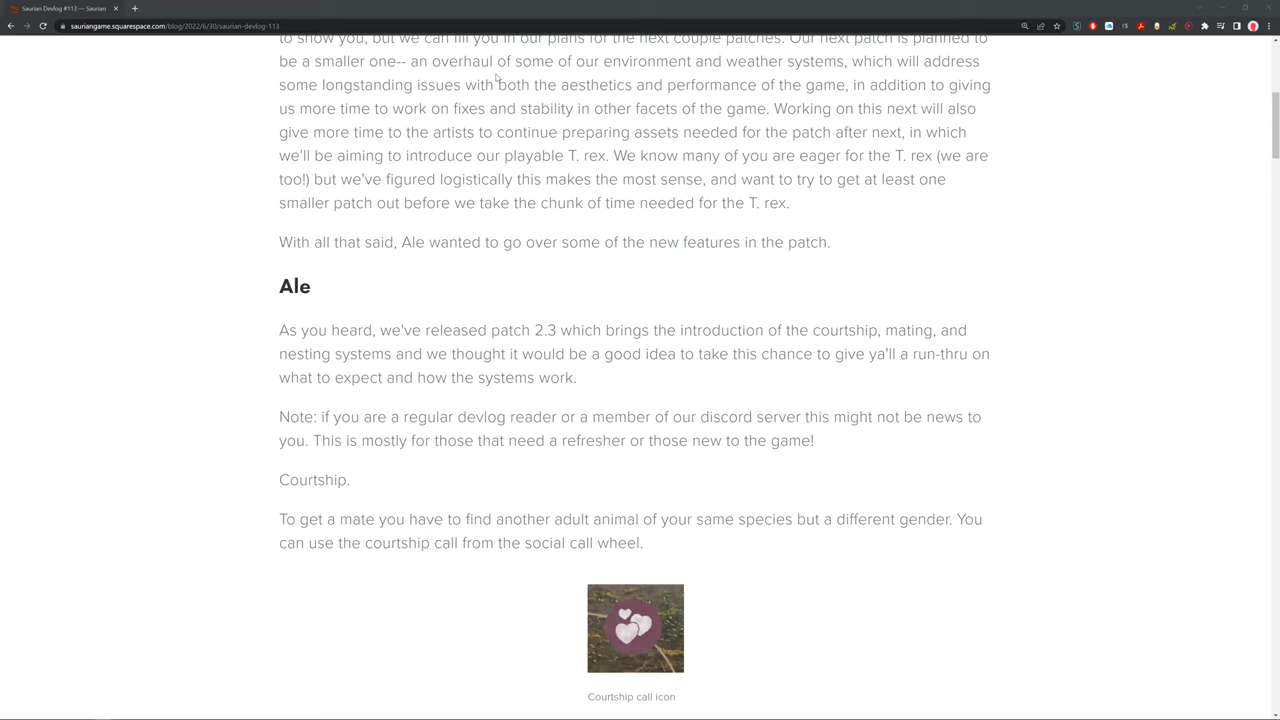 Saurian Devlog #113 — Saurian
sauriangame.squarespace.com/blog/2022/6/30/saurian-devlog-113
to show you, but we can fill you in our plans for the next couple patches. Our next patch is planned to
be a smaller one-- an overhaul of some of our environment and weather systems, which will address
some longstanding issues with both the aesthetics and performance of the game, in addition to giving
us more time to work on fixes and stability in other facets of the game. Working on this next will also
give more time to the artists to continue preparing assets needed for the patch after next, in which
we'll be aiming to introduce our playable T. rex. We know many of you are eager for the T. rex (we are
too!) but we've figured logistically this makes the most sense, and want to try to get at least one
smaller patch out before we take the chunk of time needed for the T. rex.
With all that said, Ale wanted to go over some of the new features in the patch.
Ale
As you heard, we've released patch 2.3 which brings the introduction of the courtship, mating, and
nesting systems and we thought it would be a good idea to take this chance to give ya'll a run-thru on
what to expect and how the systems work.
Note: if you are a regular devlog reader or a member of our discord server this might not be news to
you. This is mostly for those that need a refresher or those new to the game!
Courtship.
To get a mate you have to find another adult animal of your same species but a different gender. You
can use the courtship call from the social call wheel.
Courtship call icon